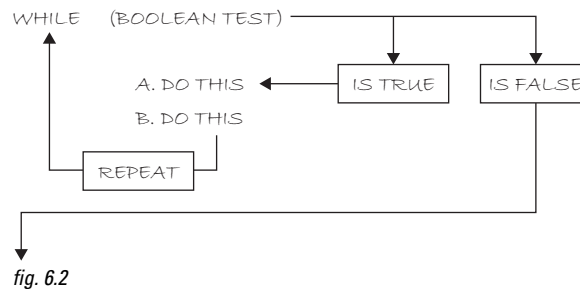 WHILE (BOOLEAN TEST)
A. DO THIS IS TRUE IS FALSE
B. DO THIS
REPEAT
fig. 6.2